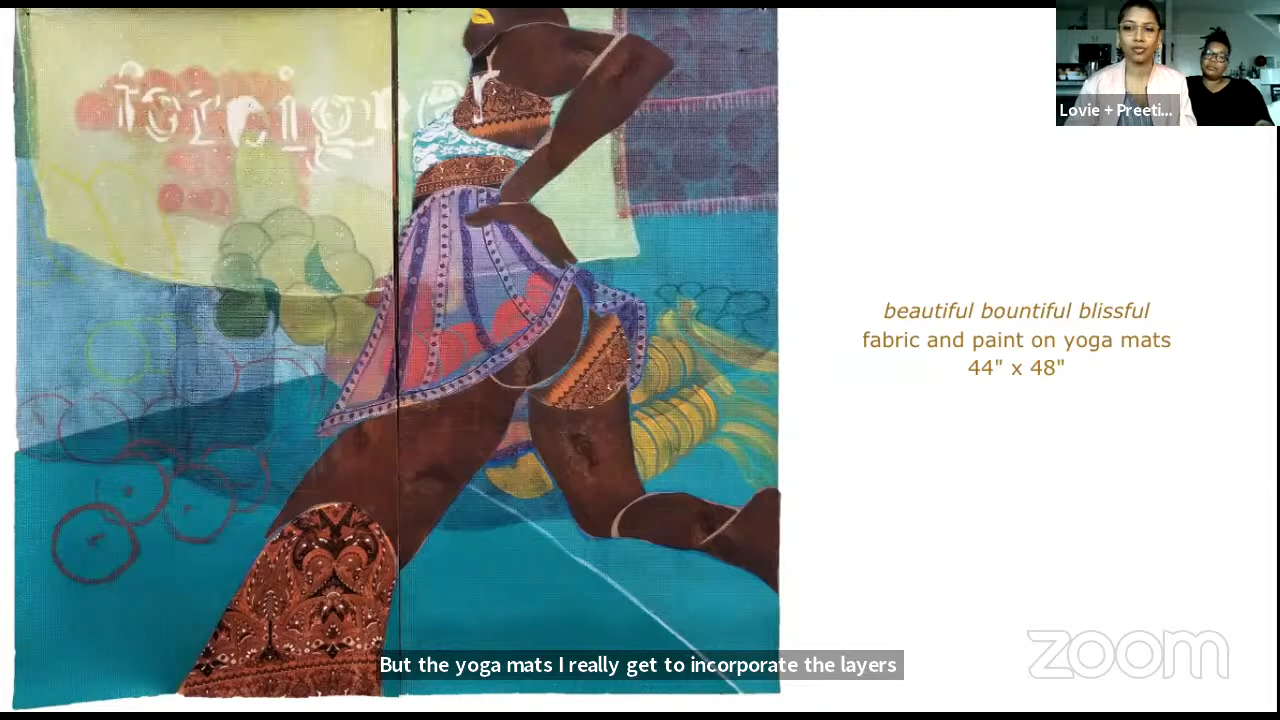 foreigner
Lovie + Preeti...
beautiful bountiful blissful
fabric and paint on yoga mats
44" x 48"
zoom
But the yoga mats I really get to incorporate the layers